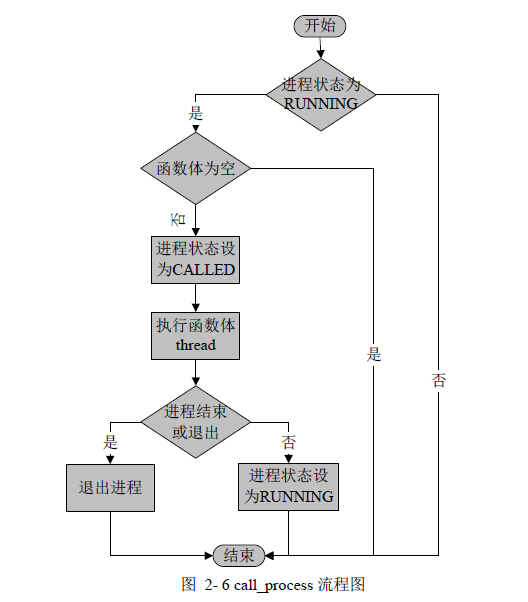 开始
进程状态为
RUNNING
是
函数体为空
否
进程状态设
为CALLED
执行函数体
thread
是
否
进程结束
或退出
是
否
退出进程
进程状态设
为RUNNING
结束
图 2- 6 call_process 流程图